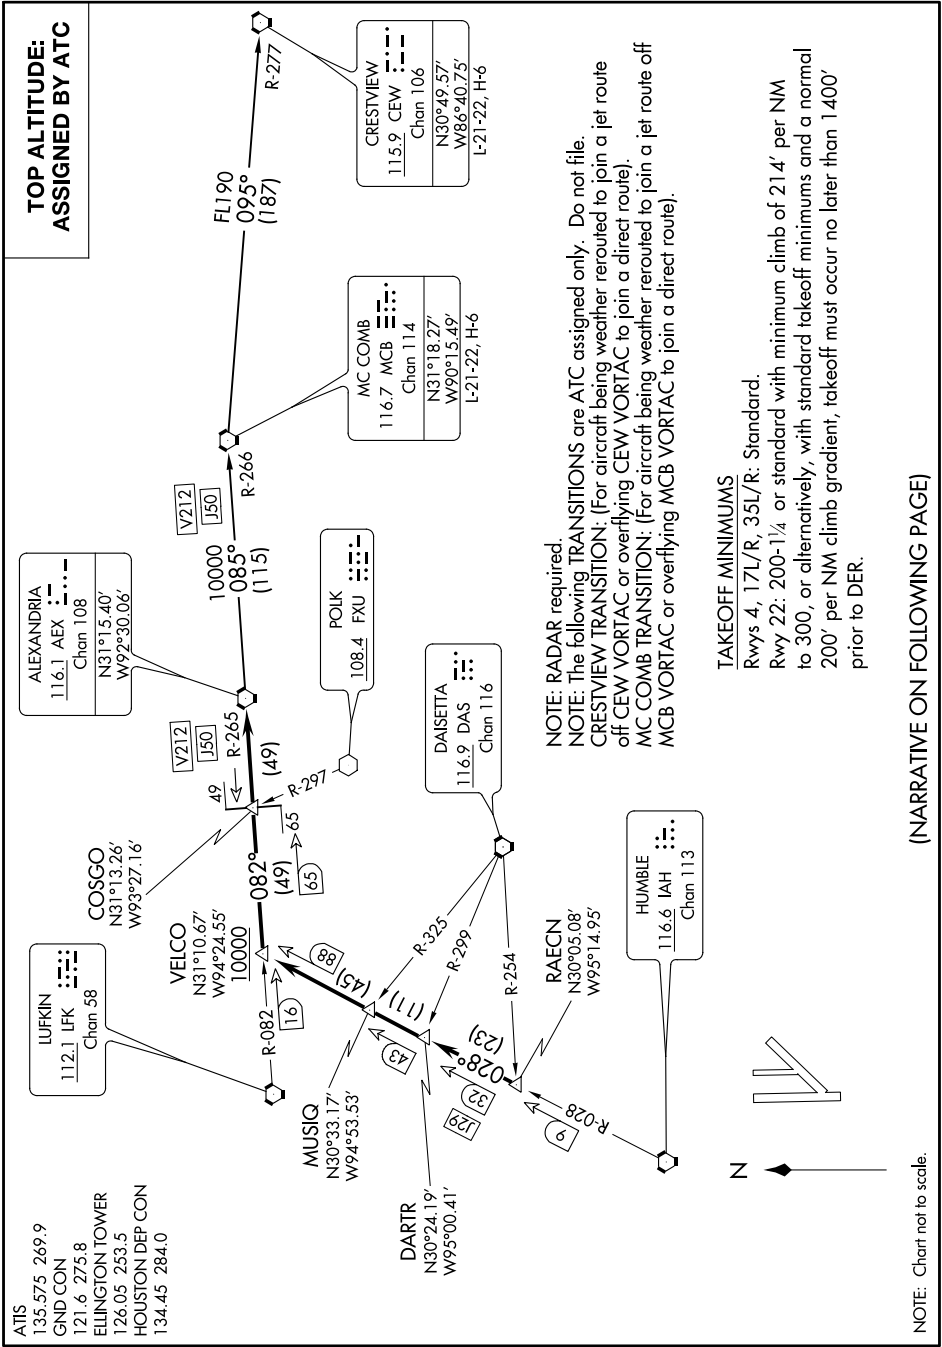 TOP ALTITUDE:
ASSIGNED BY ATC
ATIS
135.575 269.9
GND CON
121.6 275.8
ELLINGTON TOWER
126.05 253.5
HOUSTON DEP CON
134.45 284.0
LUFKIN
112.1 LFK
Chan 58
COSGO
N31°13.26'
W93°27.16'
ALEXANDRIA
116.1 AEX
Chan 108
N31°15.40'
W92°30.06'
VELCO
N31°10.67'
W94°24.55'
10000
R-082
16
082°
(49)
65
65
49
V212
J50
R-265
(49)
R-297
POLK
108.4 FXU
10000
085°
(115)
V212
J50
R-266
MC COMB
116.7 MCB
Chan 114
N31°18.27'
W90°15.49'
L-21-22, H-6
FL190
095°
(187)
R-277
CRESTVIEW
115.9 CEW
Chan 106
N30°49.57'
W86°40.75'
L-21-22, H-6
MUSIQ
N30°33.17'
W94°53.53'
88
(45)
R-325
DAISETTA
116.9 DAS
Chan 116
DARTR
N30°24.19'
W95°00.41'
43
(11)
R-299
R-254
RAECN
N30°05.08'
W95°14.95'
028°
(23)
32
J29
9
R-028
HUMBLE
116.6 IAH
Chan 113
N
NOTE: RADAR required.
NOTE: The following TRANSITIONS are ATC assigned only. Do not file.
CRESTVIEW TRANSITION: (For aircraft being weather rerouted to join a jet route
off CEW VORTAC or overflying CEW VORTAC to join a direct route).
MC COMB TRANSITION: (For aircraft being weather rerouted to join a jet route off
MCB VORTAC or overflying MCB VORTAC to join a direct route).
TAKEOFF MINIMUMS
Rwys 4, 17L/R, 35L/R: Standard.
Rwy 22: 200-1¼ or standard with minimum climb of 214' per NM
to 300, or alternatively, with standard takeoff minimums and a normal
200' per NM climb gradient, takeoff must occur no later than 1400'
prior to DER.
(NARRATIVE ON FOLLOWING PAGE)
NOTE: Chart not to scale.